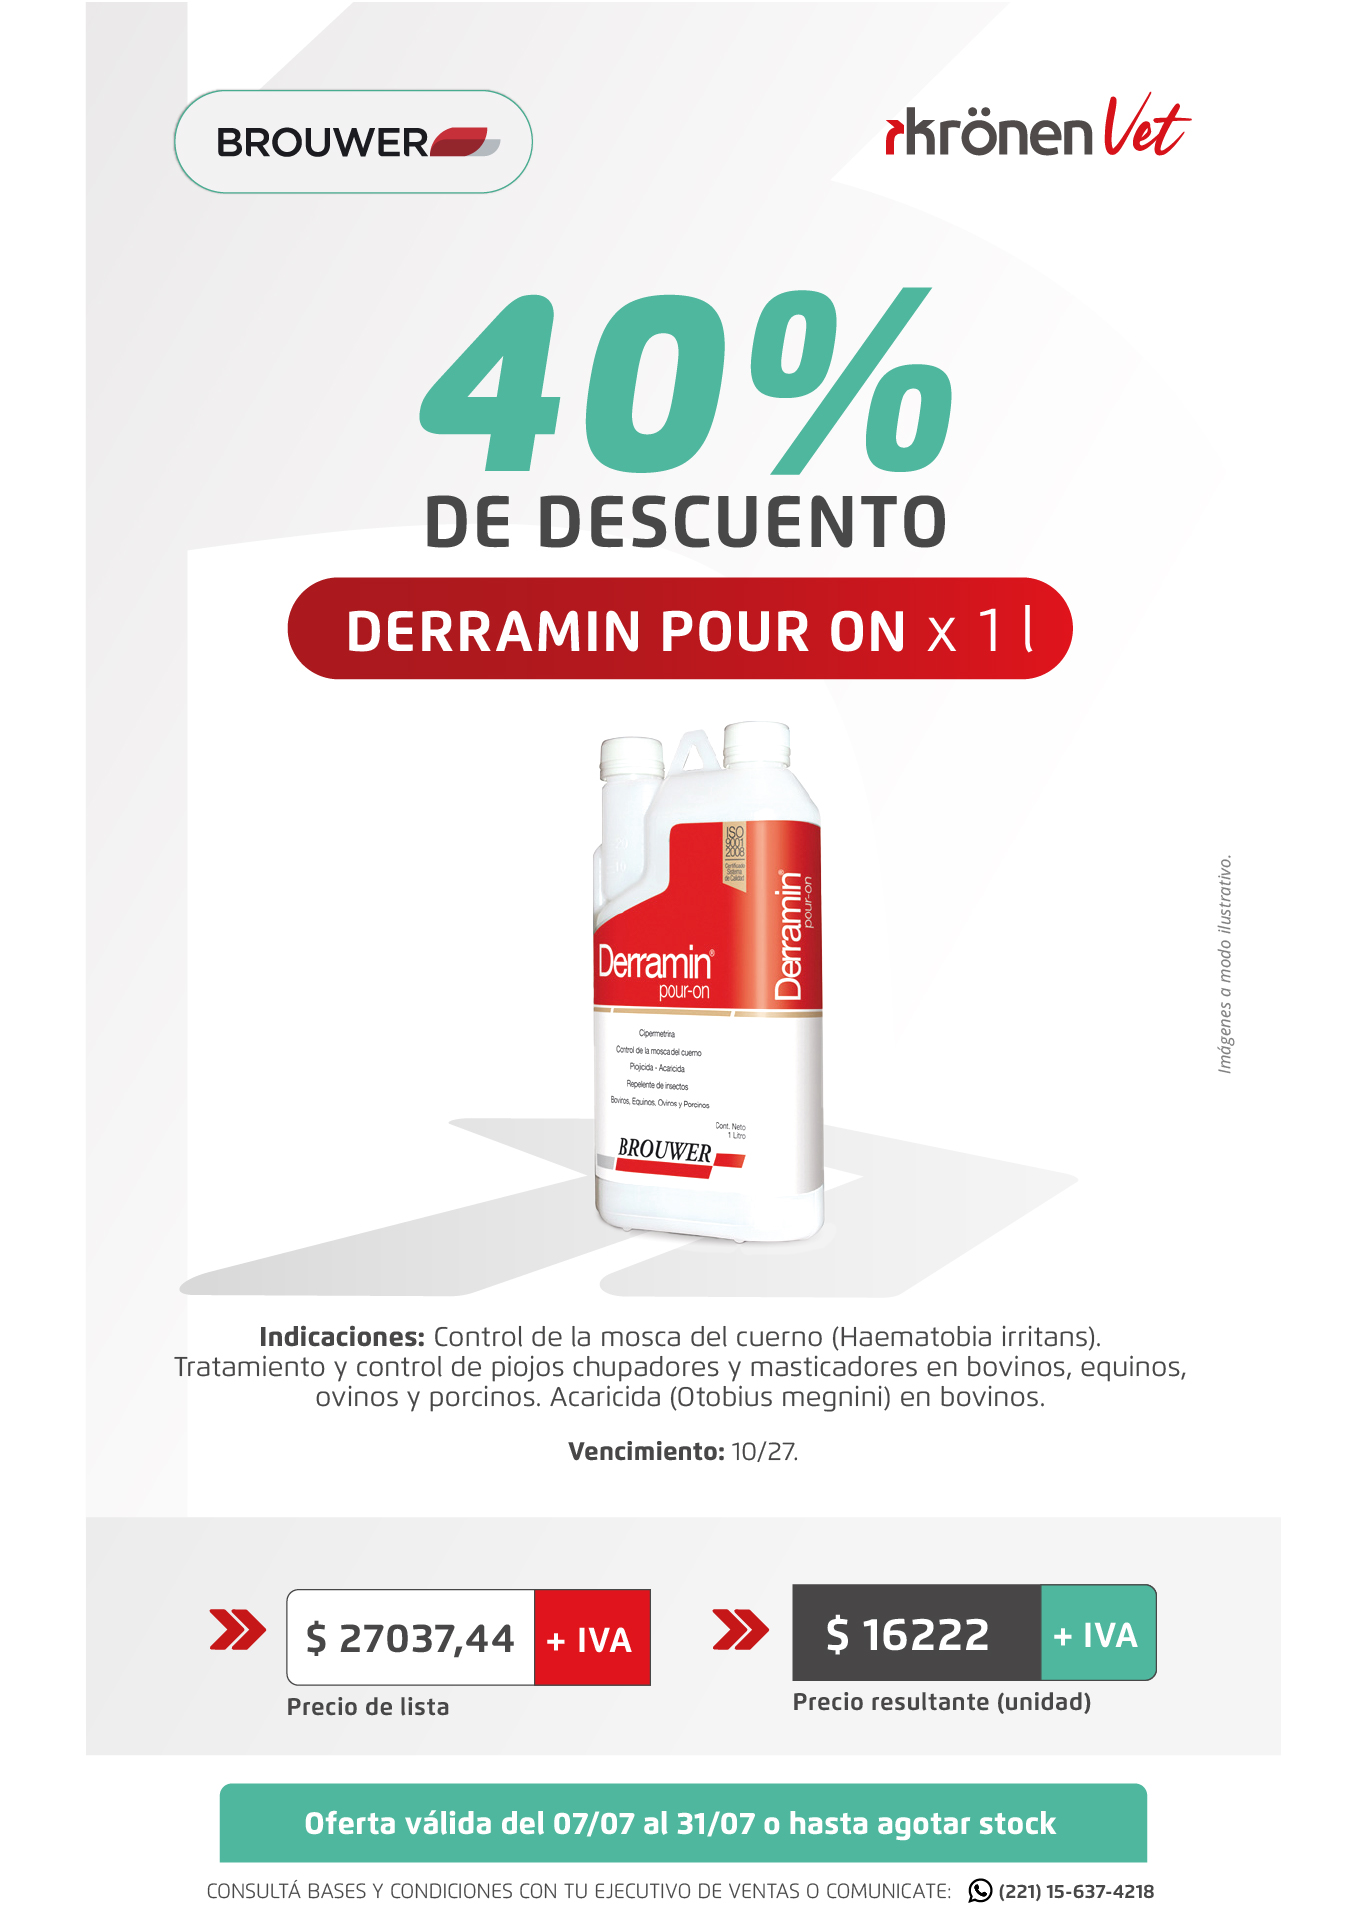 BROUWER
krönen Vet
40%
DE DESCUENTO
DERRAMIN POUR ON x 1 l
ISO
9001
2008
Certificado
Sistema
de Calidad
Derramin®
pour-on
Derramin®
pour-on
Cipermetrina
Control de la mosca del cuerno
Piojicida - Acaricida
Repelente de insectos
Bovinos, Equinos, Ovinos y Porcinos
Cont. Neto
1 Litro
BROUWER
Imágenes a modo ilustrativo.
Indicaciones: Control de la mosca del cuerno (Haematobia irritans).
Tratamiento y control de piojos chupadores y masticadores en bovinos, equinos,
ovinos y porcinos. Acaricida (Otobius megnini) en bovinos.
Vencimiento: 10/27.
$ 27037,44 + IVA
Precio de lista
$ 16222 + IVA
Precio resultante (unidad)
Oferta válida del 07/07 al 31/07 o hasta agotar stock
CONSULTÁ BASES Y CONDICIONES CON TU EJECUTIVO DE VENTAS O COMUNICATE: (221) 15-637-4218